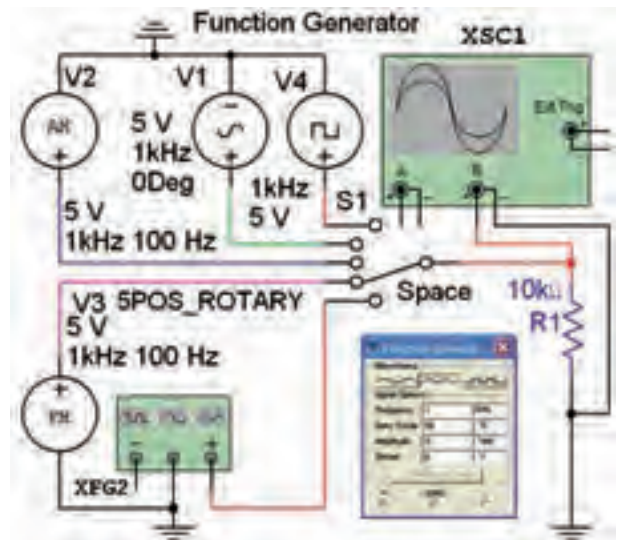 Function Generator
XSC1
V2
V1
V4
AM
5 V
1kHz
0Deg
Ext Trig
A
B
1kHz
5 V
S1
5 V
1kHz 100 Hz
V3 5POS_ROTARY
Space
10kΩ
R1
5 V
1kHz 100 Hz
FM
XFG2